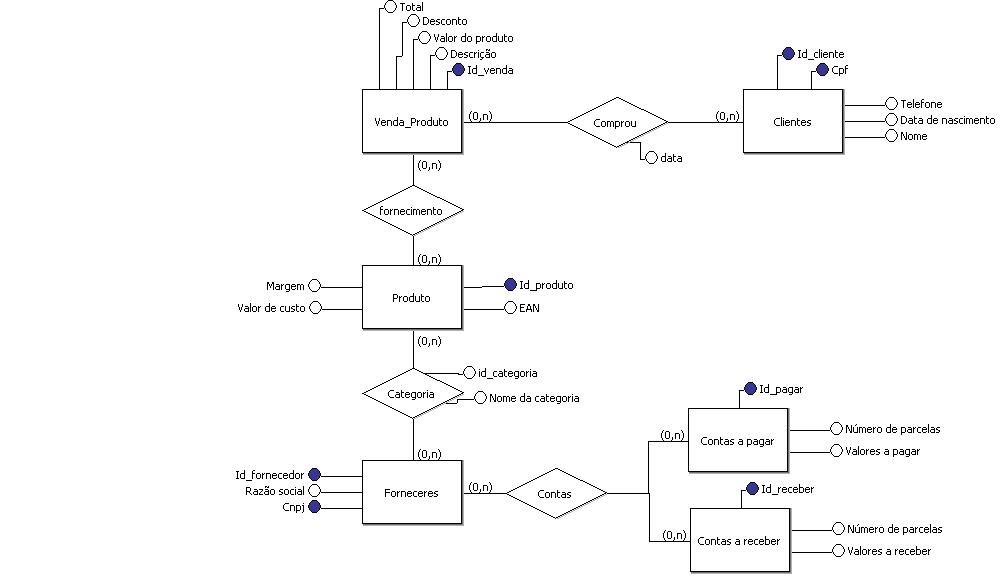 Total
Desconto
Valor do produto
Descrição
Id_venda
Id_cliente
Cpf
Venda_Produto
(0,n)
Comprou
(0,n)
Clientes
Telefone
Data de nascimento
Nome
data
(0,n)
fornecimento
(0,n)
Margem
Valor de custo
Produto
Id_produto
EAN
(0,n)
id_categoria
Categoria
Nome da categoria
(0,n)
Id_fornecedor
Razão social
Cnpj
Forneceres
(0,n)
Contas
Id_pagar
(0,n)
Contas a pagar
Número de parcelas
Valores a pagar
Id_receber
(0,n)
Contas a receber
Número de parcelas
Valores a receber